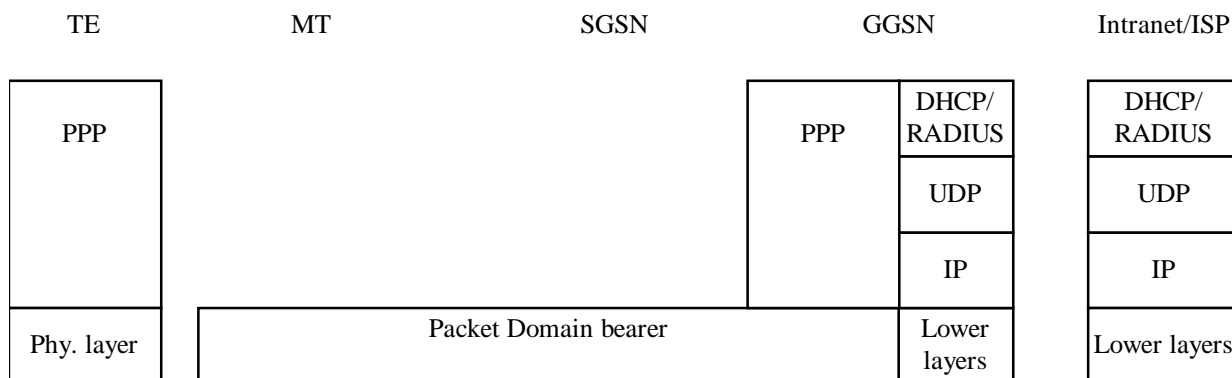 TE MT SGSN GGSN Intranet/ISP
PPP
PPP
DHCP/
RADIUS
UDP
IP
DHCP/
RADIUS
UDP
IP
Phy. layer
Packet Domain bearer
Lower
layers
Lower layers